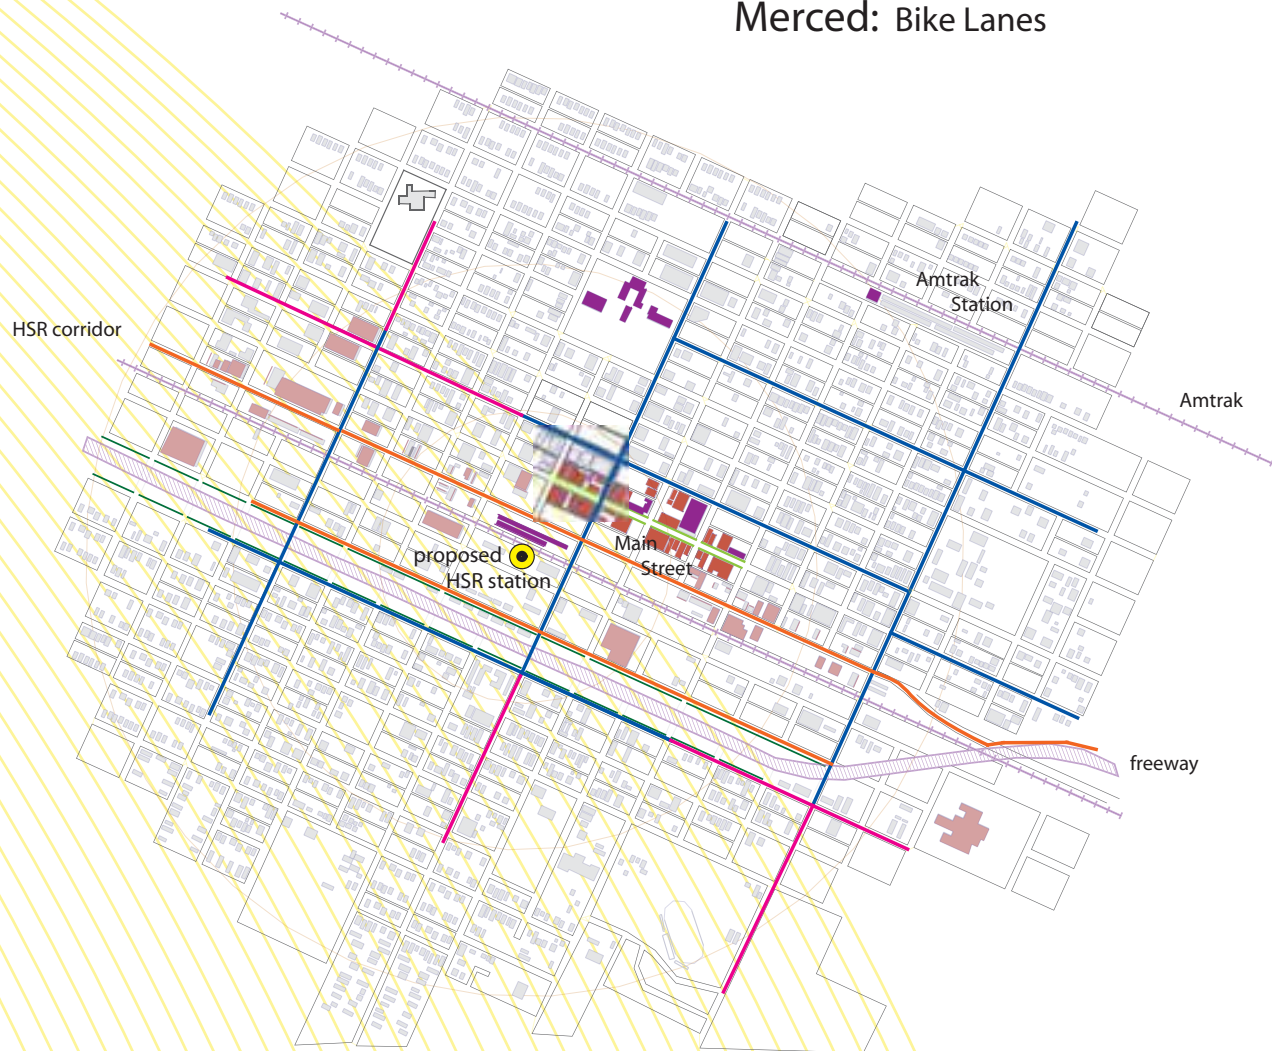 Merced: Bike Lanes
Amtrak
Station
HSR corridor
Amtrak
Main
Street
proposed
HSR station
freeway